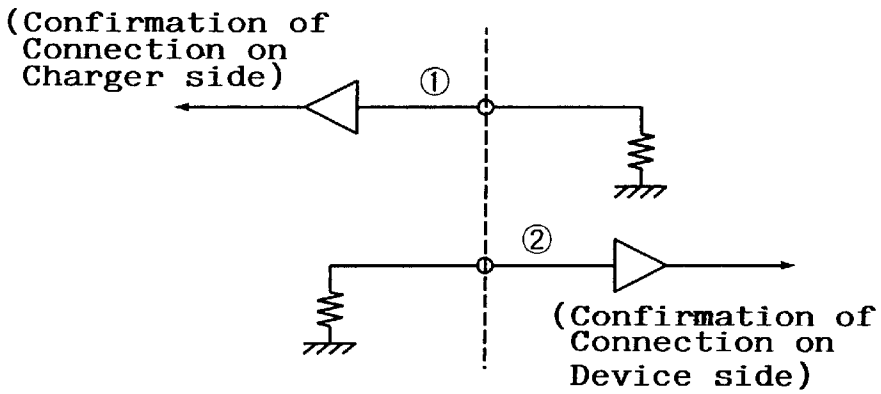 (Confirmation of
Connection on
Charger side)
①
②
(Confirmation of
Connection on
Device side)